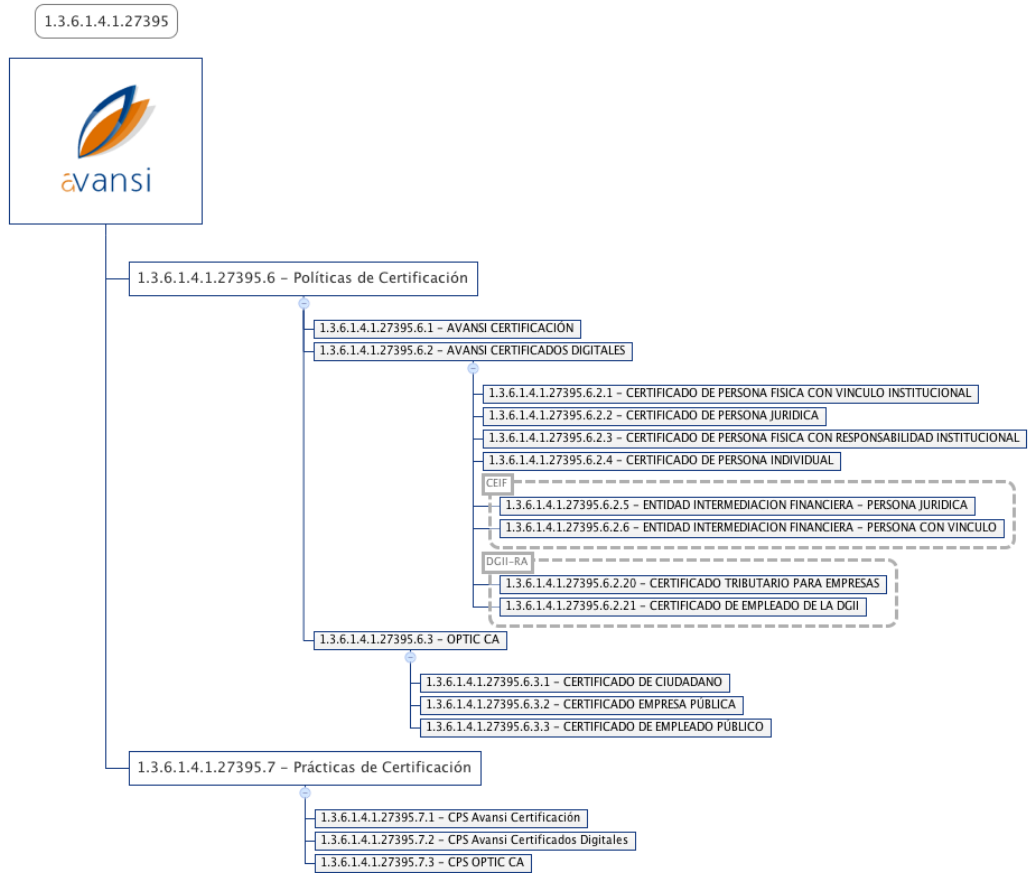 1.3.6.1.4.1.27395
avansi
1.3.6.1.4.1.27395.6 – Políticas de Certificación
1.3.6.1.4.1.27395.6.1 – AVANSI CERTIFICACIÓN
1.3.6.1.4.1.27395.6.2 – AVANSI CERTIFICADOS DIGITALES
1.3.6.1.4.1.27395.6.2.1 – CERTIFICADO DE PERSONA FISICA CON VINCULO INSTITUCIONAL
1.3.6.1.4.1.27395.6.2.2 – CERTIFICADO DE PERSONA JURIDICA
1.3.6.1.4.1.27395.6.2.3 – CERTIFICADO DE PERSONA FISICA CON RESPONSABILIDAD INSTITUCIONAL
1.3.6.1.4.1.27395.6.2.4 – CERTIFICADO DE PERSONA INDIVIDUAL
CEIF
1.3.6.1.4.1.27395.6.2.5 – ENTIDAD INTERMEDIACION FINANCIERA – PERSONA JURIDICA
1.3.6.1.4.1.27395.6.2.6 – ENTIDAD INTERMEDIACION FINANCIERA – PERSONA CON VINCULO
DGII–RA
1.3.6.1.4.1.27395.6.2.20 – CERTIFICADO TRIBUTARIO PARA EMPRESAS
1.3.6.1.4.1.27395.6.2.21 – CERTIFICADO DE EMPLEADO DE LA DGII
1.3.6.1.4.1.27395.6.3 – OPTIC CA
1.3.6.1.4.1.27395.6.3.1 – CERTIFICADO DE CIUDADANO
1.3.6.1.4.1.27395.6.3.2 – CERTIFICADO EMPRESA PÚBLICA
1.3.6.1.4.1.27395.6.3.3 – CERTIFICADO DE EMPLEADO PÚBLICO
1.3.6.1.4.1.27395.7 – Prácticas de Certificación
1.3.6.1.4.1.27395.7.1 – CPS Avansi Certificación
1.3.6.1.4.1.27395.7.2 – CPS Avansi Certificados Digitales
1.3.6.1.4.1.27395.7.3 – CPS OPTIC CA